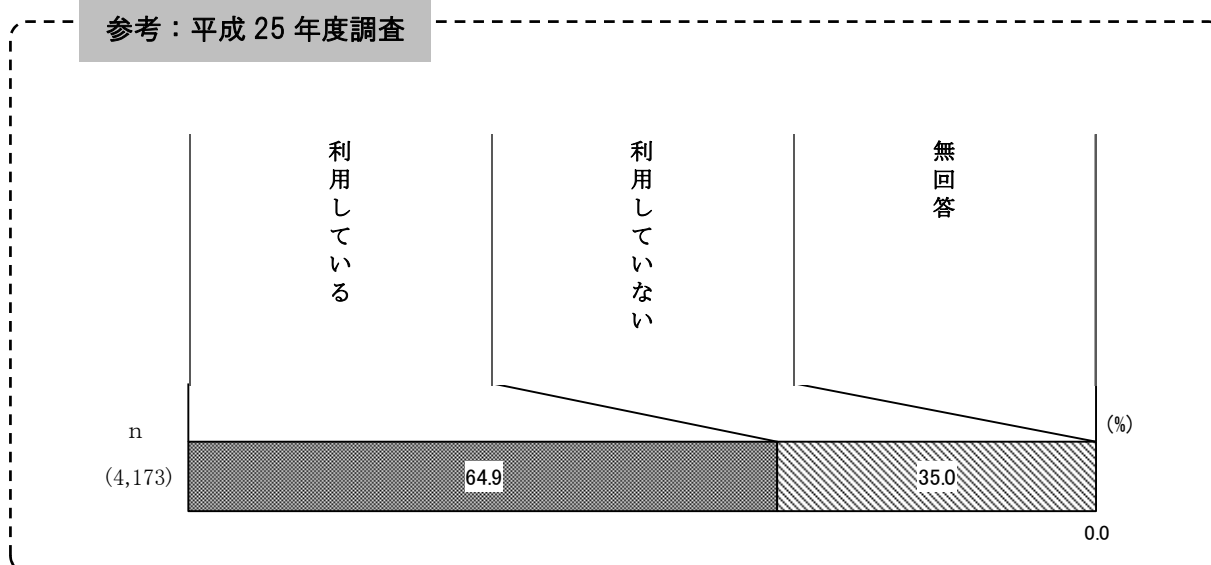 参考：平成 25 年度調査
利用している
利用していない
無回答
n
(%)
(4,173)
64.9
35.0
0.0